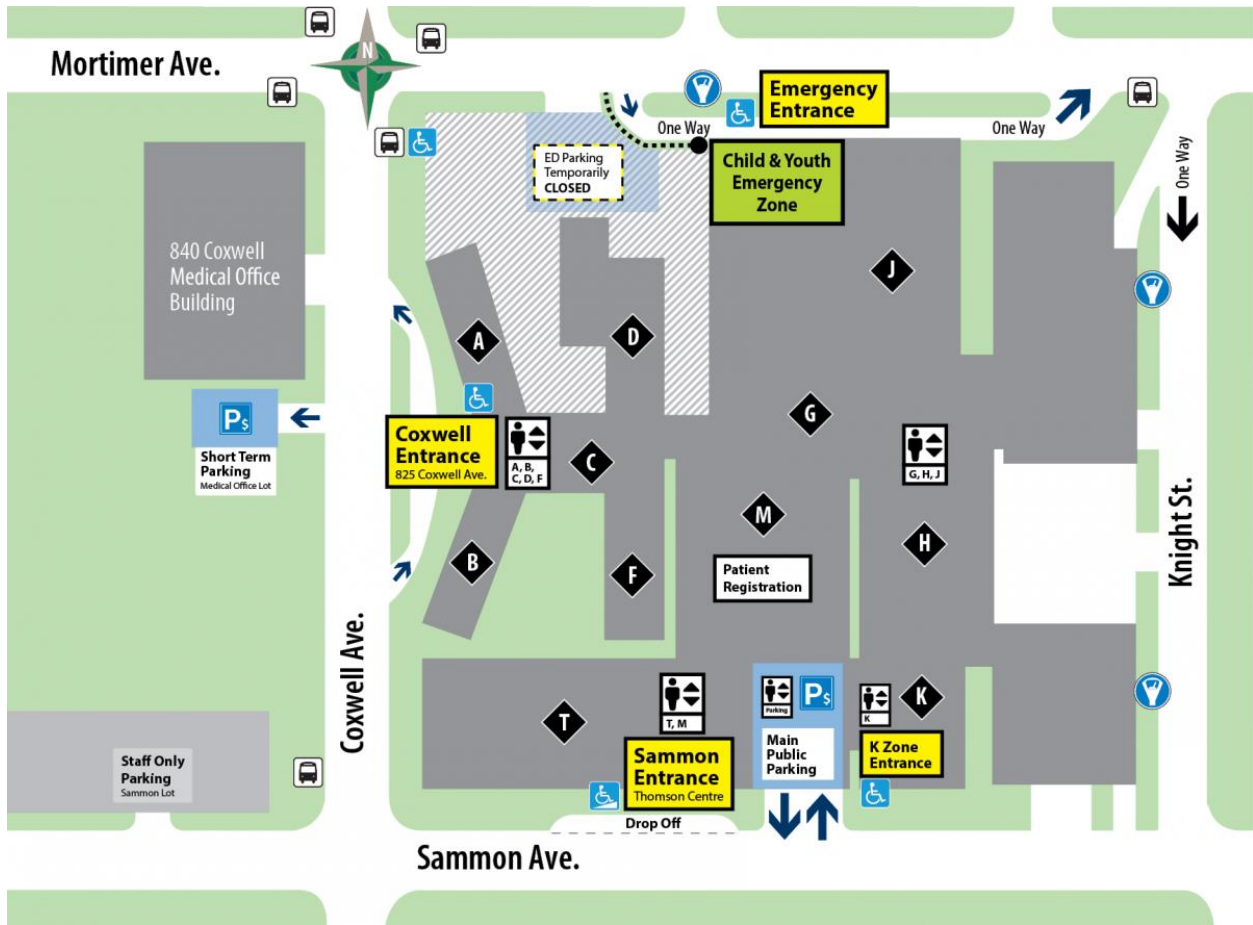 N
Mortimer Ave.
Emergency
Entrance
One Way
One Way
ED Parking
Temporarily
CLOSED
Child & Youth
Emergency
Zone
One Way
840 Coxwell
Medical Office
Building
J
A
D
P$
Short Term
Parking
Medical Office Lot
Coxwell
Entrance
825 Coxwell Ave.
A, B,
C, D, F
C
G
G, H, J
M
H
B
F
Patient
Registration
Knight St.
Coxwell Ave.
T
T, M
Parking
P$
K
K
Main
Public
Parking
Sammon
Entrance
Thomson Centre
K Zone
Entrance
Staff Only
Parking
Sammon Lot
Drop Off
Sammon Ave.